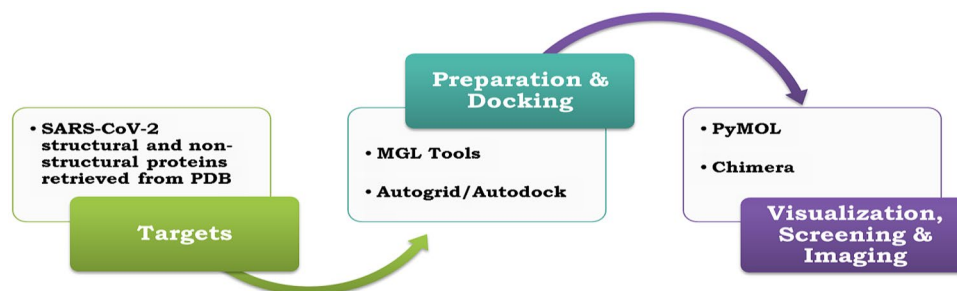 • SARS-CoV-2
structural and non-
structural proteins
retrieved from PDB
Targets
Preparation &
Docking
• MGL Tools
• Autogrid/Autodock
• PyMOL
• Chimera
Visualization,
Screening &
Imaging